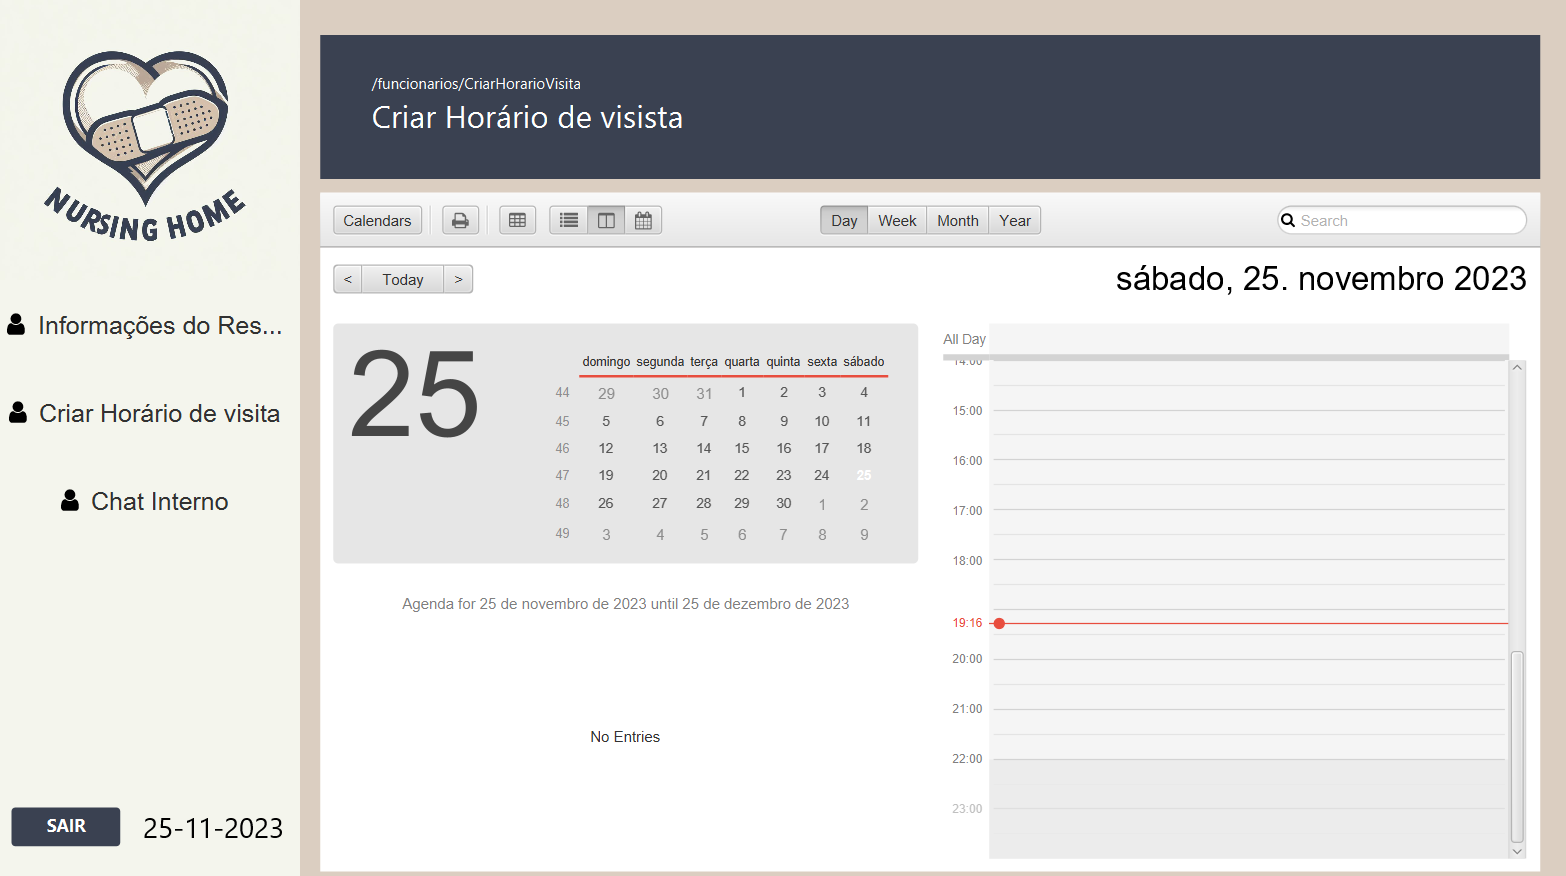 NURSING HOME
Informações do Res...
Criar Horário de visita
Chat Interno
SAIR
25-11-2023
/funcionarios/CriarHorarioVisita
Criar Horário de visista
Calendars
Day Week Month Year
Search
< Today >
sábado, 25. novembro 2023
25
domingo segunda terça quarta quinta sexta sábado
44 29 30 31 1 2 3 4
45 5 6 7 8 9 10 11
46 12 13 14 15 16 17 18
47 19 20 21 22 23 24 25
48 26 27 28 29 30 1 2
49 3 4 5 6 7 8 9
Agenda for 25 de novembro de 2023 until 25 de dezembro de 2023
No Entries
All Day
14:00
15:00
16:00
17:00
18:00
19:16
20:00
21:00
22:00
23:00